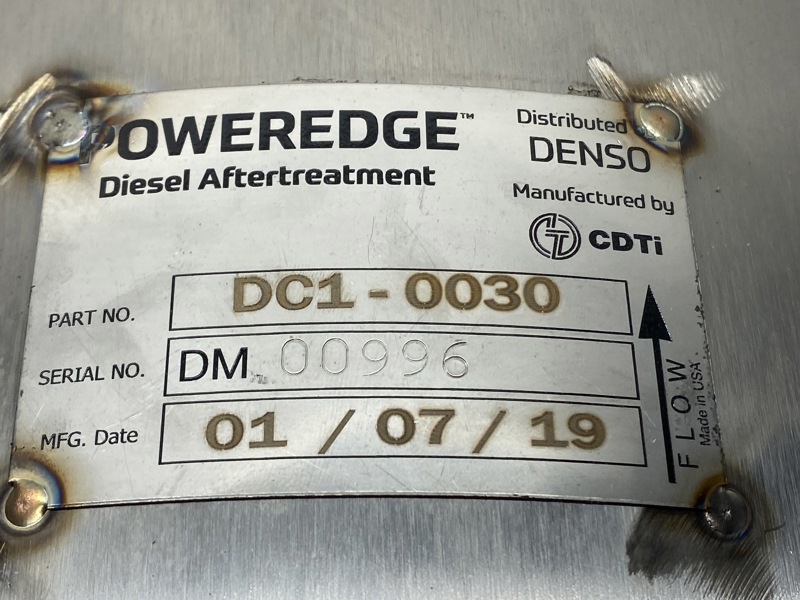 POWEREDGE™
Diesel Aftertreatment
Distributed
DENSO
Manufactured by
CDTi
PART NO. DC1-0030
SERIAL NO. DM 00996
MFG. Date 01 / 07 / 19
FLOW
Made in USA